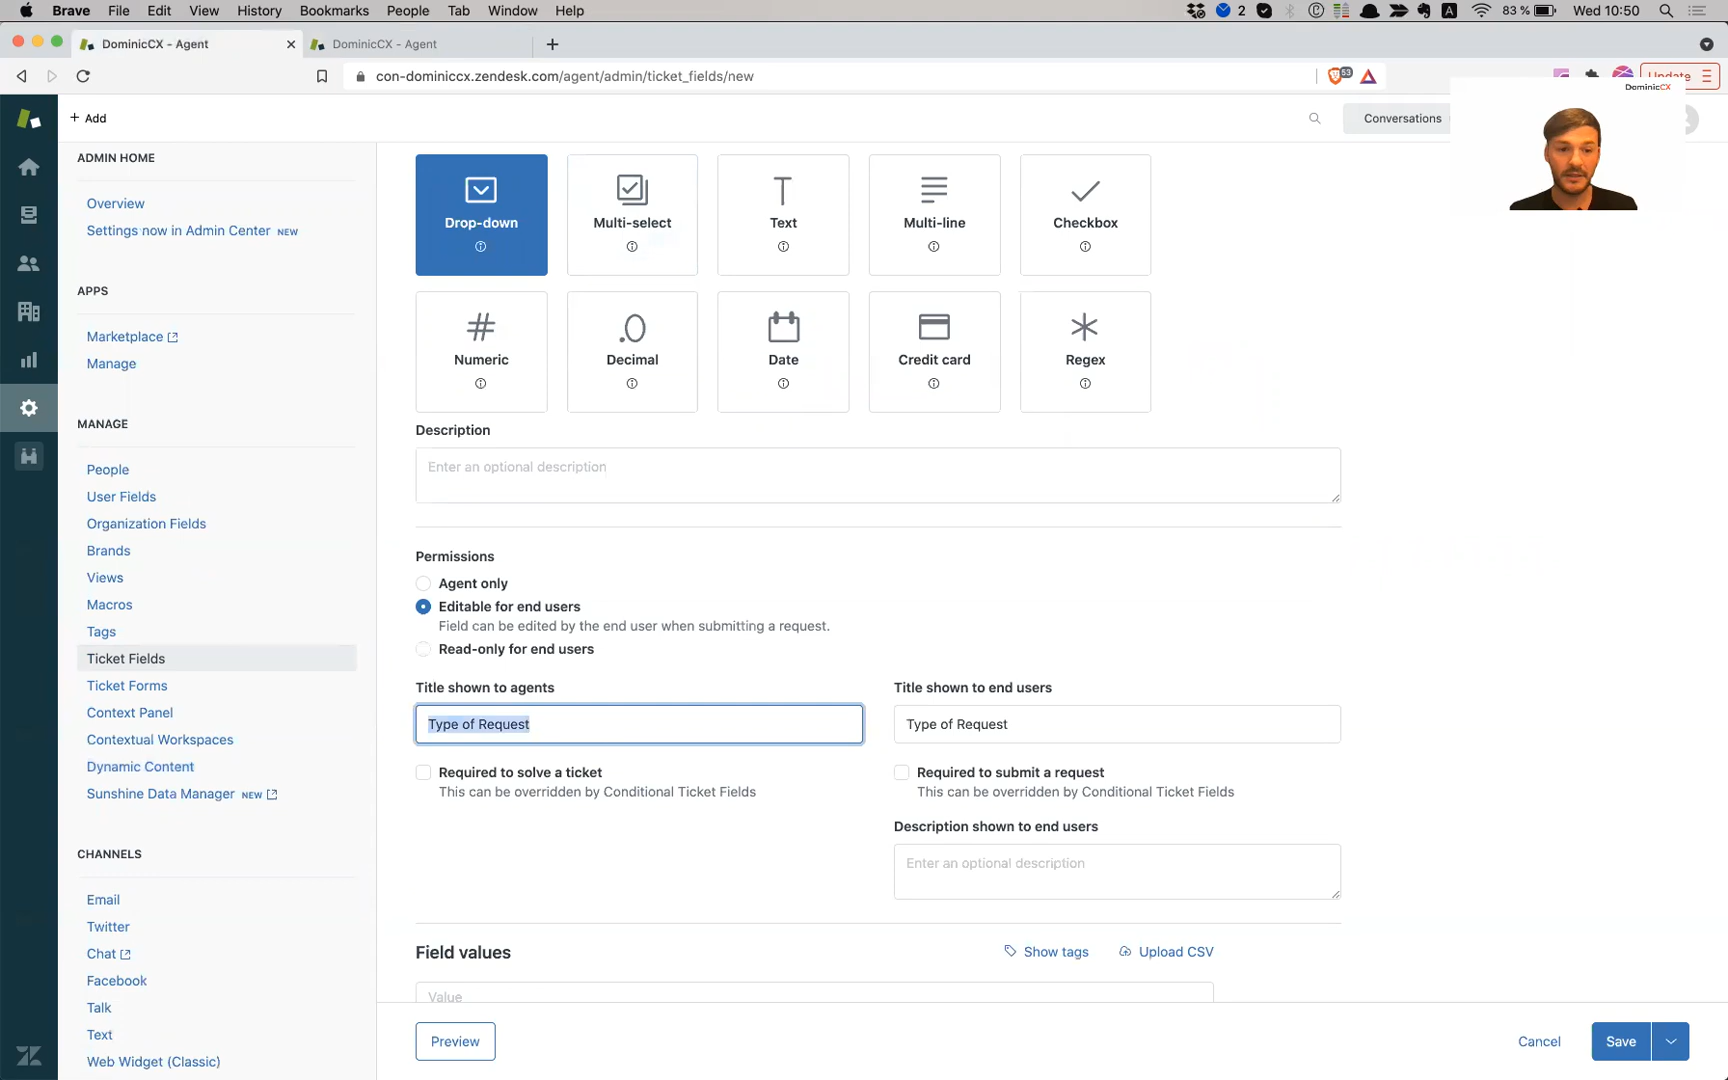 Brave File Edit View History Bookmarks People Tab Window Help
2 A 83 % Wed 10:50
DominicCX - Agent
DominicCX - Agent
con-dominiccx.zendesk.com/agent/admin/ticket_fields/new
53
Update
DominicCX
+ Add
Conversations
ADMIN HOME
Overview
Settings now in Admin Center NEW
APPS
Marketplace
Manage
MANAGE
People
User Fields
Organization Fields
Brands
Views
Macros
Tags
Ticket Fields
Ticket Forms
Context Panel
Contextual Workspaces
Dynamic Content
Sunshine Data Manager NEW
CHANNELS
Email
Twitter
Chat
Facebook
Talk
Text
Web Widget (Classic)
Drop-down
Multi-select
Text
Multi-line
Checkbox
Numeric
Decimal
Date
Credit card
Regex
Description
Enter an optional description
Permissions
Agent only
Editable for end users
Field can be edited by the end user when submitting a request.
Read-only for end users
Title shown to agents
Type of Request
Required to solve a ticket
This can be overridden by Conditional Ticket Fields
Title shown to end users
Type of Request
Required to submit a request
This can be overridden by Conditional Ticket Fields
Description shown to end users
Enter an optional description
Field values
Show tags
Upload CSV
Value
Preview
Cancel
Save